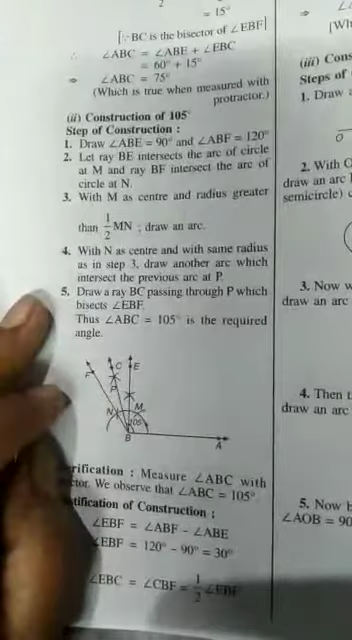 2
= 15°
[∵ BC is the bisector of ∠EBF]
∴ ∠ABC = ∠ABE + ∠EBC
= 60° + 15°
⇒ ∠ABC = 75°
(Which is true when measured with
protractor.)
(ii) Construction of 105°
Step of Construction :
1. Draw ∠ABE = 90° and ∠ABF = 120°
2. Let ray BE intersects the arc of circle
at M and ray BF intersect the arc of
circle at N.
3. With M as centre and radius greater
than 1/2 MN ; draw an arc.
4. With N as centre and with same radius
as in step 3, draw another arc which
intersect the previous arc at P.
5. Draw a ray BC passing through P which
bisects ∠EBF.
Thus ∠ABC = 105° is the required
angle.
F C E
P
N M
105°
B A
rification : Measure ∠ABC with
ctor. We observe that ∠ABC = 105°
stification of Construction :
∠EBF = ∠ABF – ∠ABE
∠EBF = 120° – 90° = 30°
∠EBC = ∠CBF = 1/2 ∠EBF
⇒
[Wh
(iii) Cons
Steps of
1. Draw a
O
2. With O
draw an arc
semicircle) c
3. Now w
draw an arc
4. Then t
draw an arc
5. Now b
∠AOB = 90